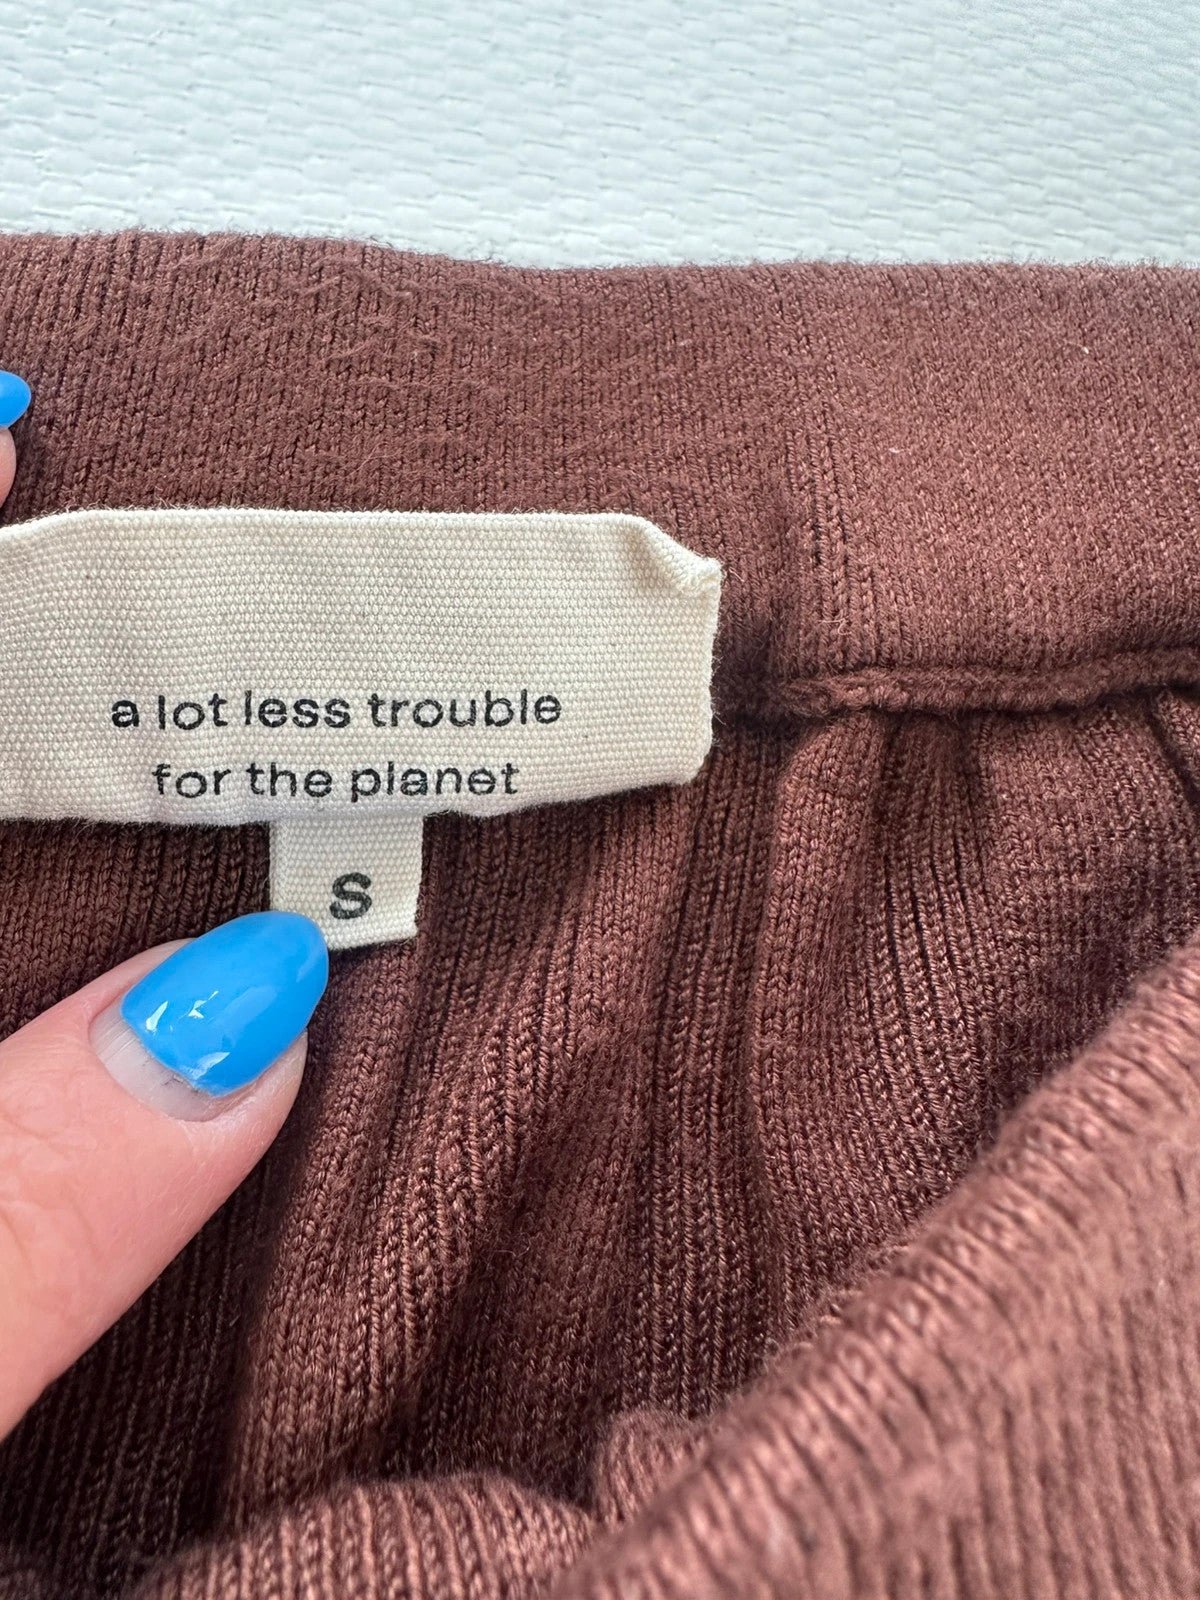 a lot less trouble
for the planet
S